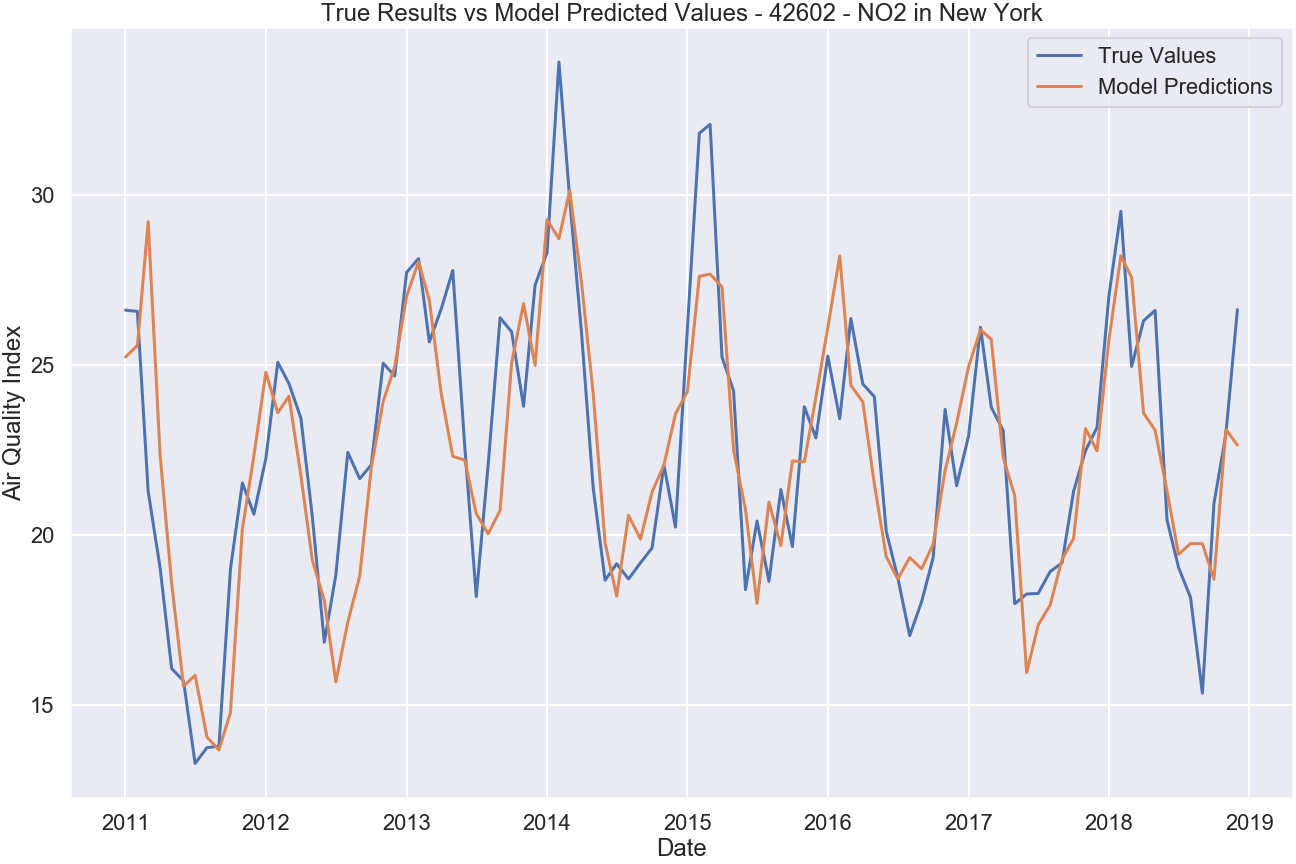 True Results vs Model Predicted Values - 42602 - NO2 in New York
True Values
Model Predictions
Air Quality Index
30
25
20
15
2011 2012 2013 2014 2015 2016 2017 2018 2019
Date